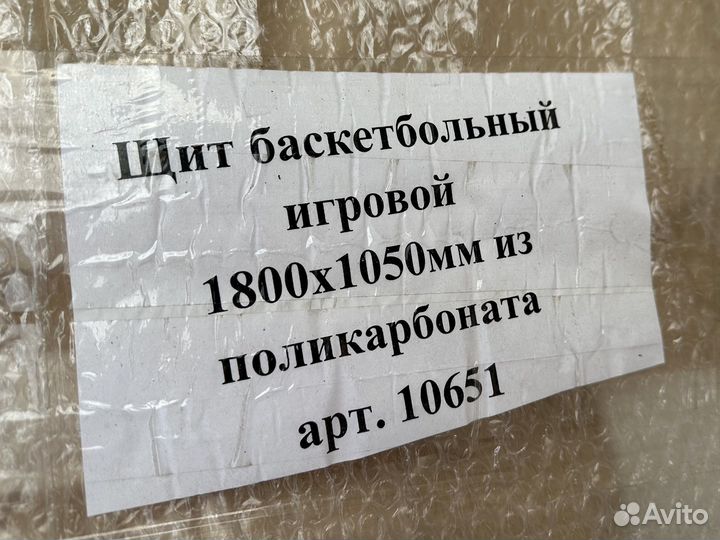 Щит баскетбольный
игровой
1800х1050мм из
поликарбоната
арт. 10651
Avito